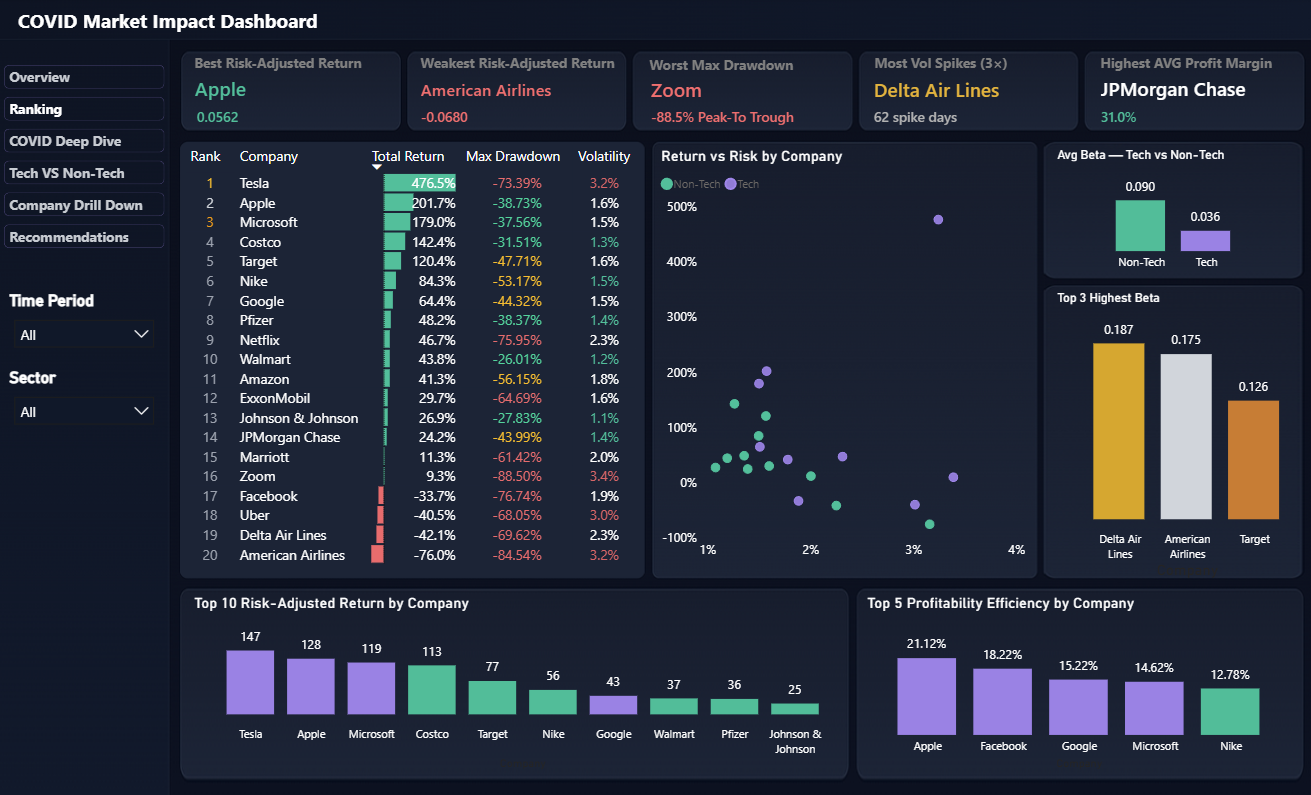 COVID Market Impact Dashboard
Overview
Ranking
COVID Deep Dive
Tech VS Non-Tech
Company Drill Down
Recommendations
Time Period
All
Sector
All
Best Risk-Adjusted Return
Apple
0.0562
Weakest Risk-Adjusted Return
American Airlines
-0.0680
Worst Max Drawdown
Zoom
-88.5% Peak-To Trough
Most Vol Spikes (3×)
Delta Air Lines
62 spike days
Highest AVG Profit Margin
JPMorgan Chase
31.0%
Rank Company Total Return Max Drawdown Volatility
1 Tesla 476.5% -73.39% 3.2%
2 Apple 201.7% -38.73% 1.6%
3 Microsoft 179.0% -37.56% 1.5%
4 Costco 142.4% -31.51% 1.3%
5 Target 120.4% -47.71% 1.6%
6 Nike 84.3% -53.17% 1.5%
7 Google 64.4% -44.32% 1.5%
8 Pfizer 48.2% -38.37% 1.4%
9 Netflix 46.7% -75.95% 2.3%
10 Walmart 43.8% -26.01% 1.2%
11 Amazon 41.3% -56.15% 1.8%
12 ExxonMobil 29.7% -64.69% 1.6%
13 Johnson & Johnson 26.9% -27.83% 1.1%
14 JPMorgan Chase 24.2% -43.99% 1.4%
15 Marriott 11.3% -61.42% 2.0%
16 Zoom 9.3% -88.50% 3.4%
17 Facebook -33.7% -76.74% 1.9%
18 Uber -40.5% -68.05% 3.0%
19 Delta Air Lines -42.1% -69.62% 2.3%
20 American Airlines -76.0% -84.54% 3.2%
Return vs Risk by Company
Non-Tech Tech
500%
400%
300%
200%
100%
0%
-100%
1% 2% 3% 4%
Avg Beta — Tech vs Non-Tech
0.090
0.036
Non-Tech Tech
Top 3 Highest Beta
0.187
0.175
0.126
Delta Air American Target
Lines Airlines
Top 10 Risk-Adjusted Return by Company
147 128 119 113 77 56 43 37 36 25
Tesla Apple Microsoft Costco Target Nike Google Walmart Pfizer Johnson &
Johnson
Top 5 Profitability Efficiency by Company
21.12% 18.22% 15.22% 14.62% 12.78%
Apple Facebook Google Microsoft Nike